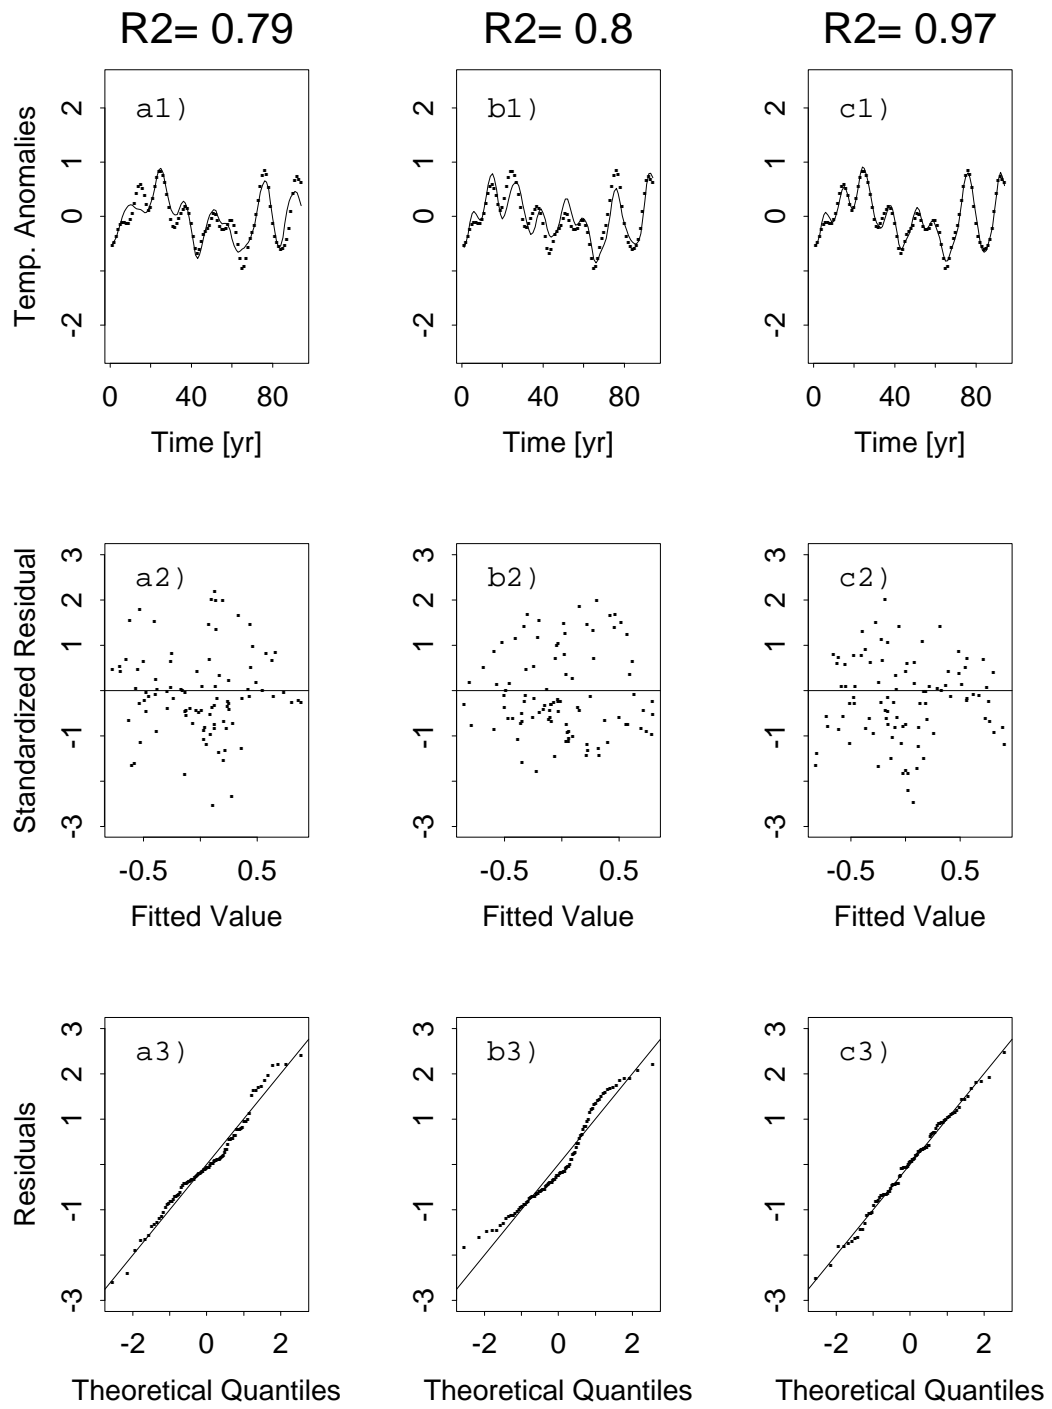 R2= 0.79
R2= 0.8
R2= 0.97
Temp. Anomalies
2
1
0
-2
a1)
0
40
80
Time [yr]
2
1
0
-2
b1)
0
40
80
Time [yr]
2
1
0
-2
c1)
0
40
80
Time [yr]
Standardized Residual
3
2
1
-1
-3
a2)
-0.5
0.5
Fitted Value
3
2
1
-1
-3
b2)
-0.5
0.5
Fitted Value
3
2
1
-1
-3
c2)
-0.5
0.5
Fitted Value
Residuals
3
2
1
-1
-3
a3)
-2
0
2
Theoretical Quantiles
3
2
1
-1
-3
b3)
-2
0
2
Theoretical Quantiles
3
2
1
-1
-3
c3)
-2
0
2
Theoretical Quantiles